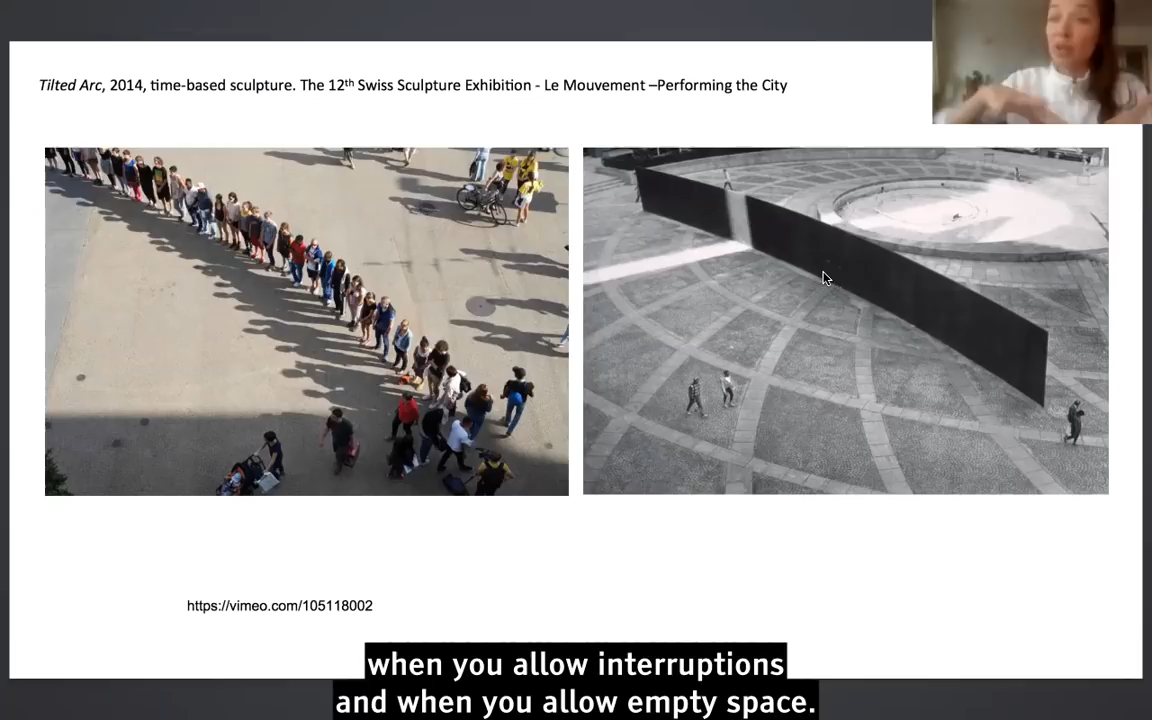 Tilted Arc, 2014, time-based sculpture. The 12th Swiss Sculpture Exhibition - Le Mouvement –Performing the City
https://vimeo.com/105118002
when you allow interruptions
and when you allow empty space.